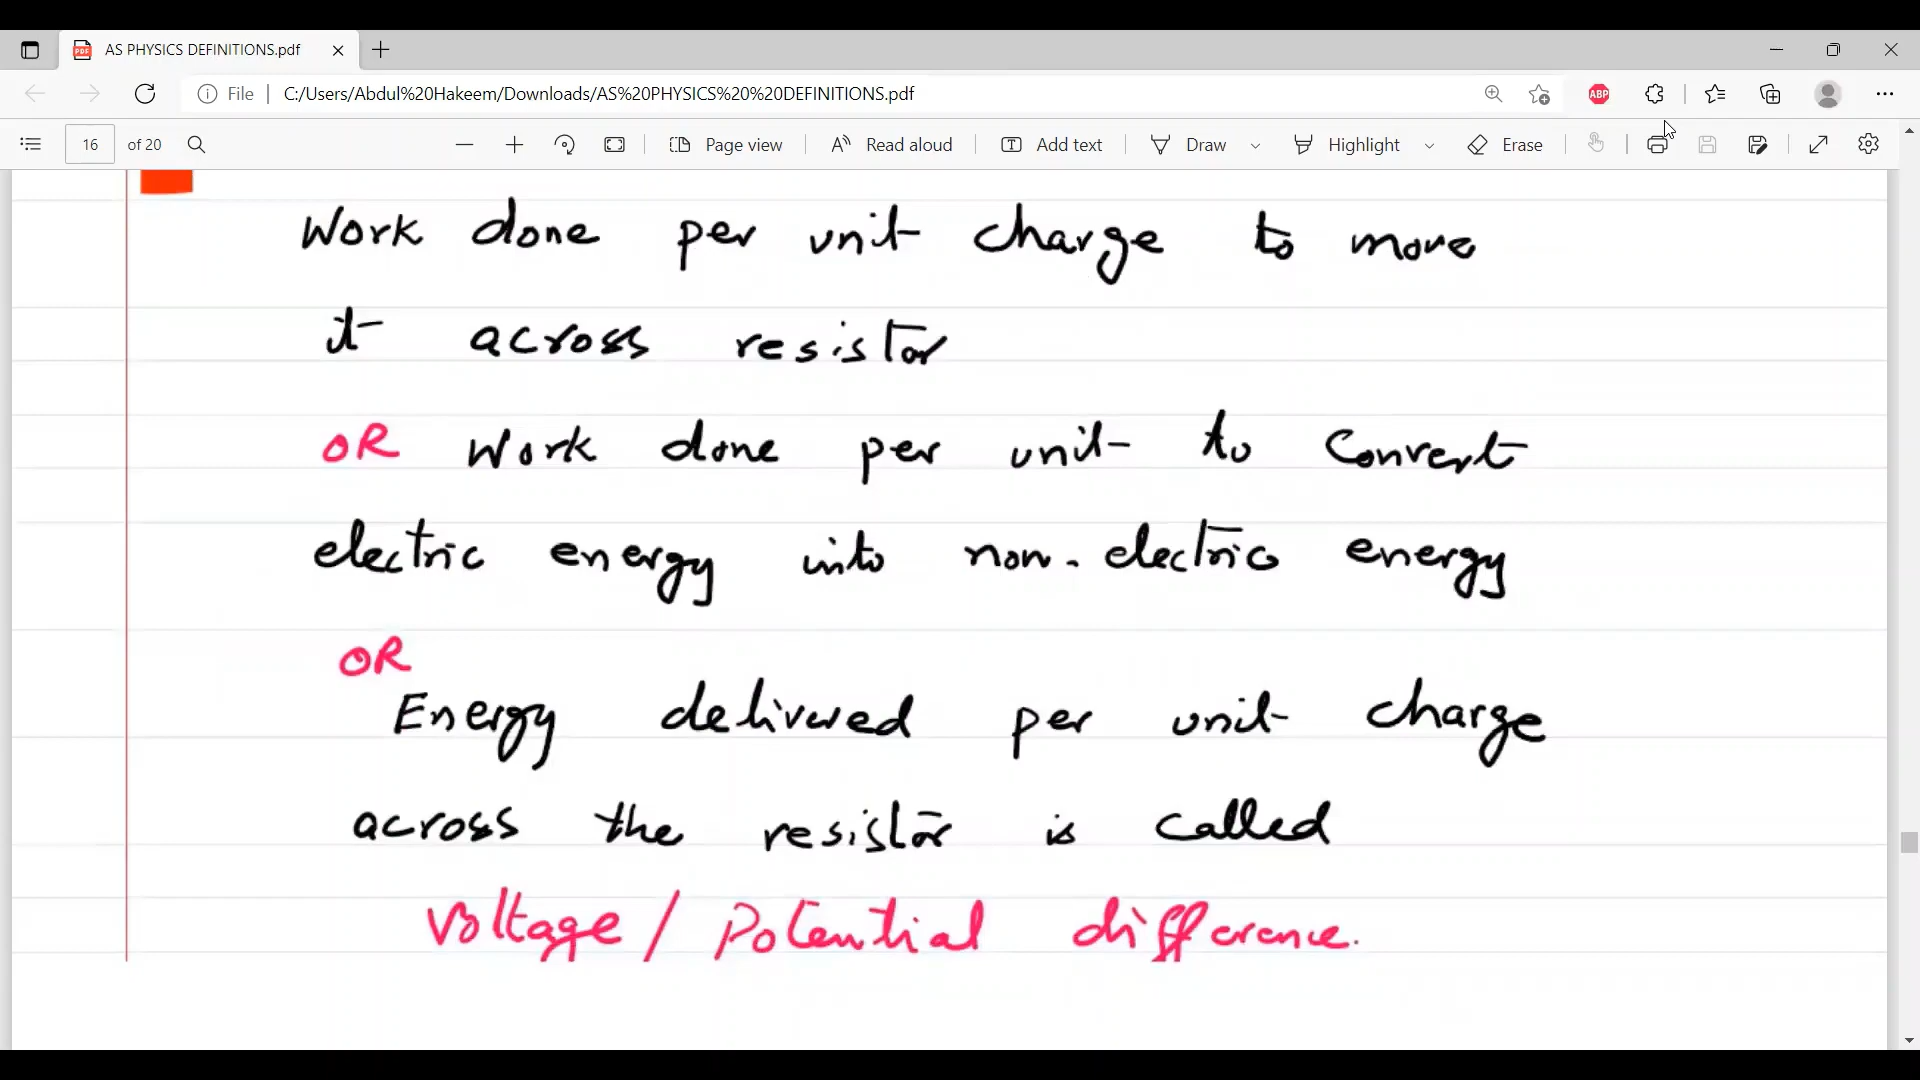 AS PHYSICS DEFINITIONS.pdf
File C:/Users/Abdul%20Hakeem/Downloads/AS%20PHYSICS%20%20DEFINITIONS.pdf ABP
16 of 20 Page view Read aloud Add text Draw Highlight Erase
Work done per unit charge to move
it across resistor
OR Work done per unit to convert
electric energy into non-electric energy
OR
Energy delivered per unit charge
across the resistor is called
Voltage / Potential difference.